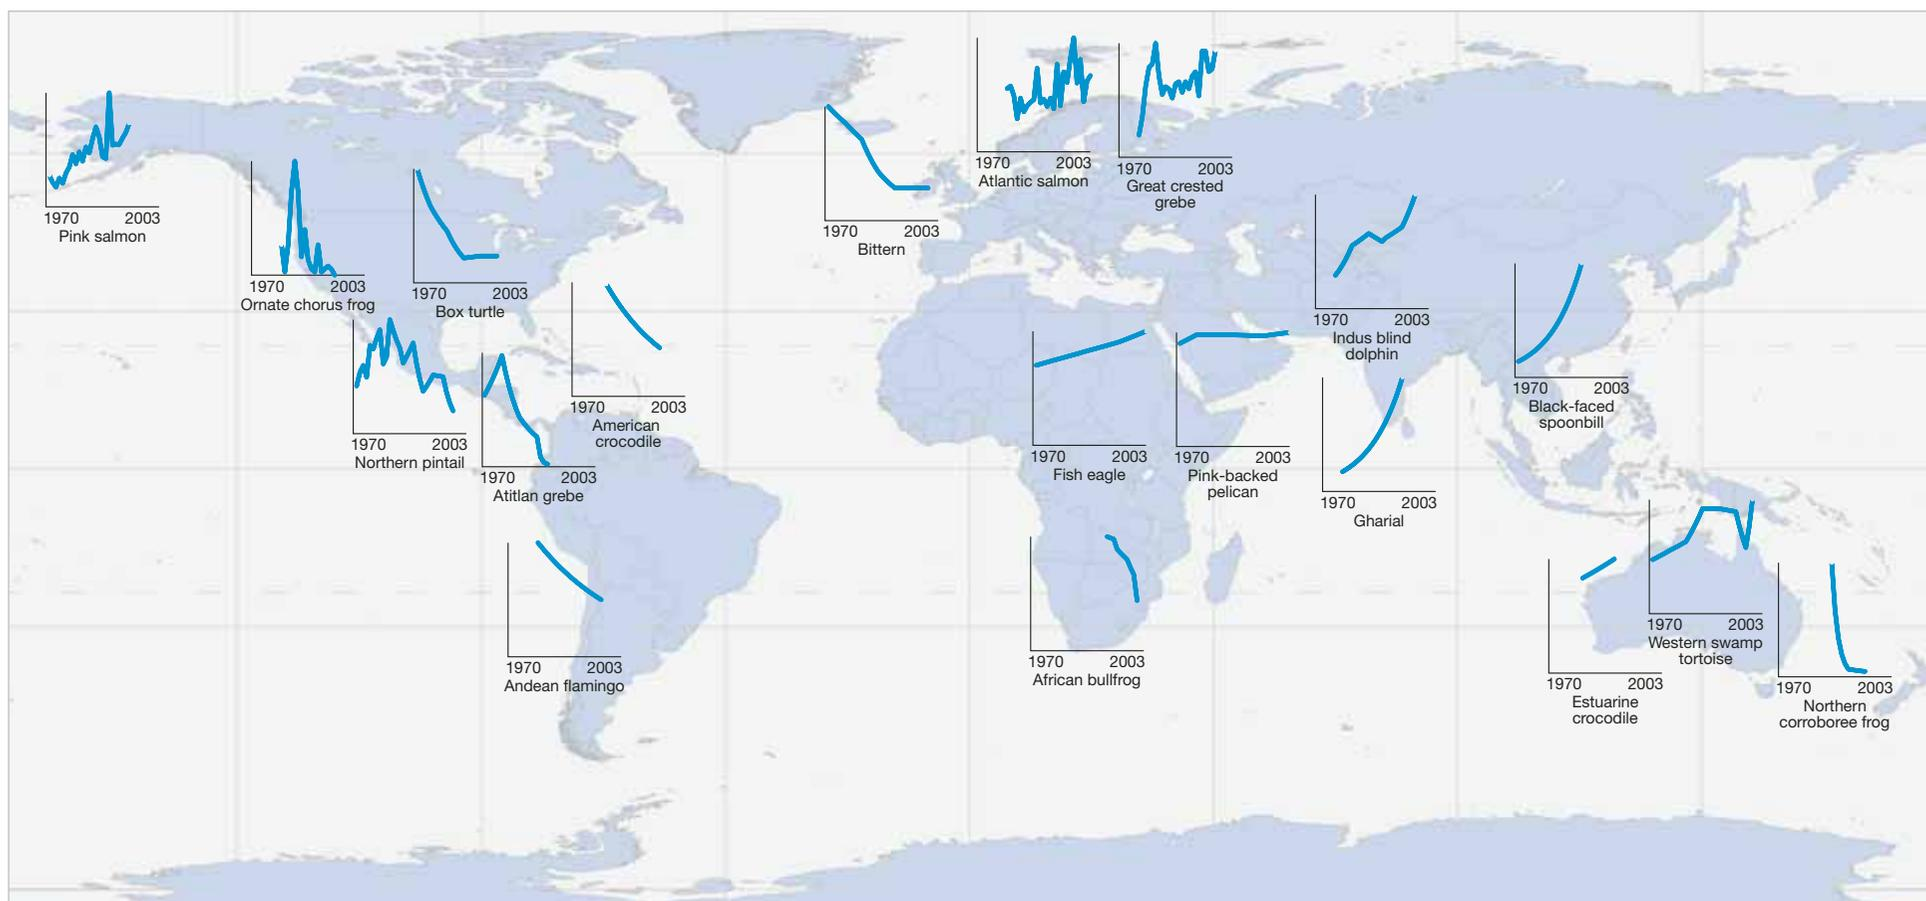 1970 2003
Pink salmon
1970 2003
Ornate chorus frog
1970 2003
Box turtle
1970 2003
Northern pintail
1970 2003
Atitlan grebe
1970 2003
American
crocodile
1970 2003
Andean flamingo
1970 2003
Bittern
1970 2003
Atlantic salmon
1970 2003
Great crested
grebe
1970 2003
Fish eagle
1970 2003
Pink-backed
pelican
1970 2003
African bullfrog
1970 2003
Indus blind
dolphin
1970 2003
Gharial
1970 2003
Black-faced
spoonbill
1970 2003
Estuarine
crocodile
1970 2003
Western swamp
tortoise
1970 2003
Northern
corroboree frog